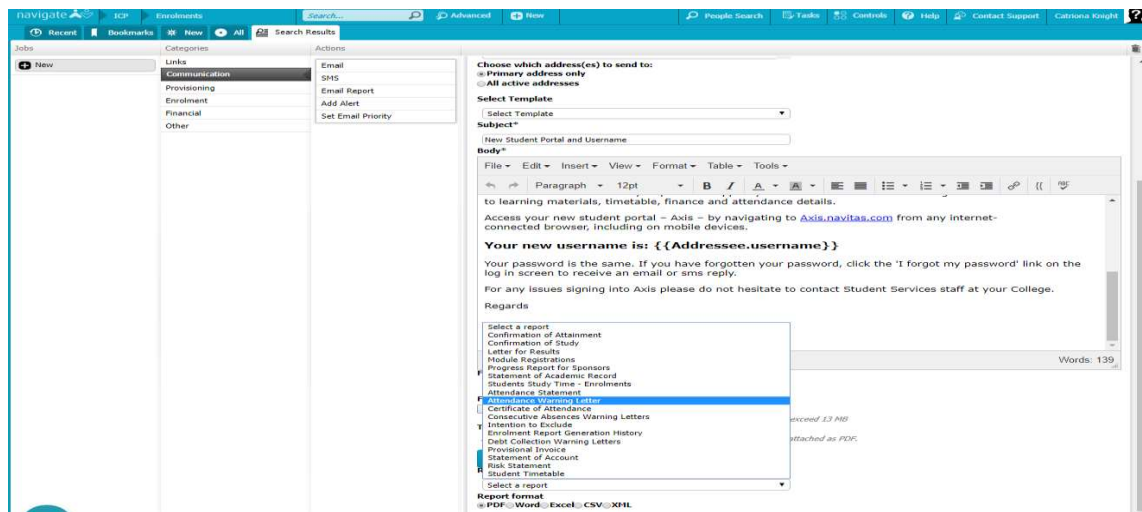 navigate ICP Enrolments Search... Advanced New People Search Tasks Controls Help Contact Support Catriona Knight ?
Recent Bookmarks New All Search Results
Jobs Categories Actions
New
Links
Communication
Provisioning
Enrolment
Financial
Other
Email
SMS
Email Report
Add Alert
Set Email Priority
Choose which address(es) to send to:
Primary address only
All active addresses
Select Template
Select Template
Subject*
New Student Portal and Username
Body*
File Edit Insert View Format Table Tools
Paragraph 12pt B I A A
to learning materials, timetable, finance and attendance details.
Access your new student portal – Axis – by navigating to Axis.navitas.com from any internet-
connected browser, including on mobile devices.
Your new username is: {{Addressee.username}}
Your password is the same. If you have forgotten your password, click the 'I forgot my password' link on the
log in screen to receive an email or sms reply.
For any issues signing into Axis please do not hesitate to contact Student Services staff at your College.
Regards
Select a report
Confirmation of Attainment
Confirmation of Study
Letter for Results
Module Registrations
Progress Report for Sponsors
Statement of Academic Record
Students Study Time - Enrolments
Attendance Statement
Attendance Warning Letter
Certificate of Attendance
Consecutive Absences Warning Letters
Intention to Exclude
Enrolment Report Generation History
Debt Collection Warning Letters
Provisional Invoice
Statement of Account
Risk Statement
Student Timetable
Words: 139
exceed 13 MB
attached as PDF.
Select a report
Report format
PDF Word Excel CSV XML